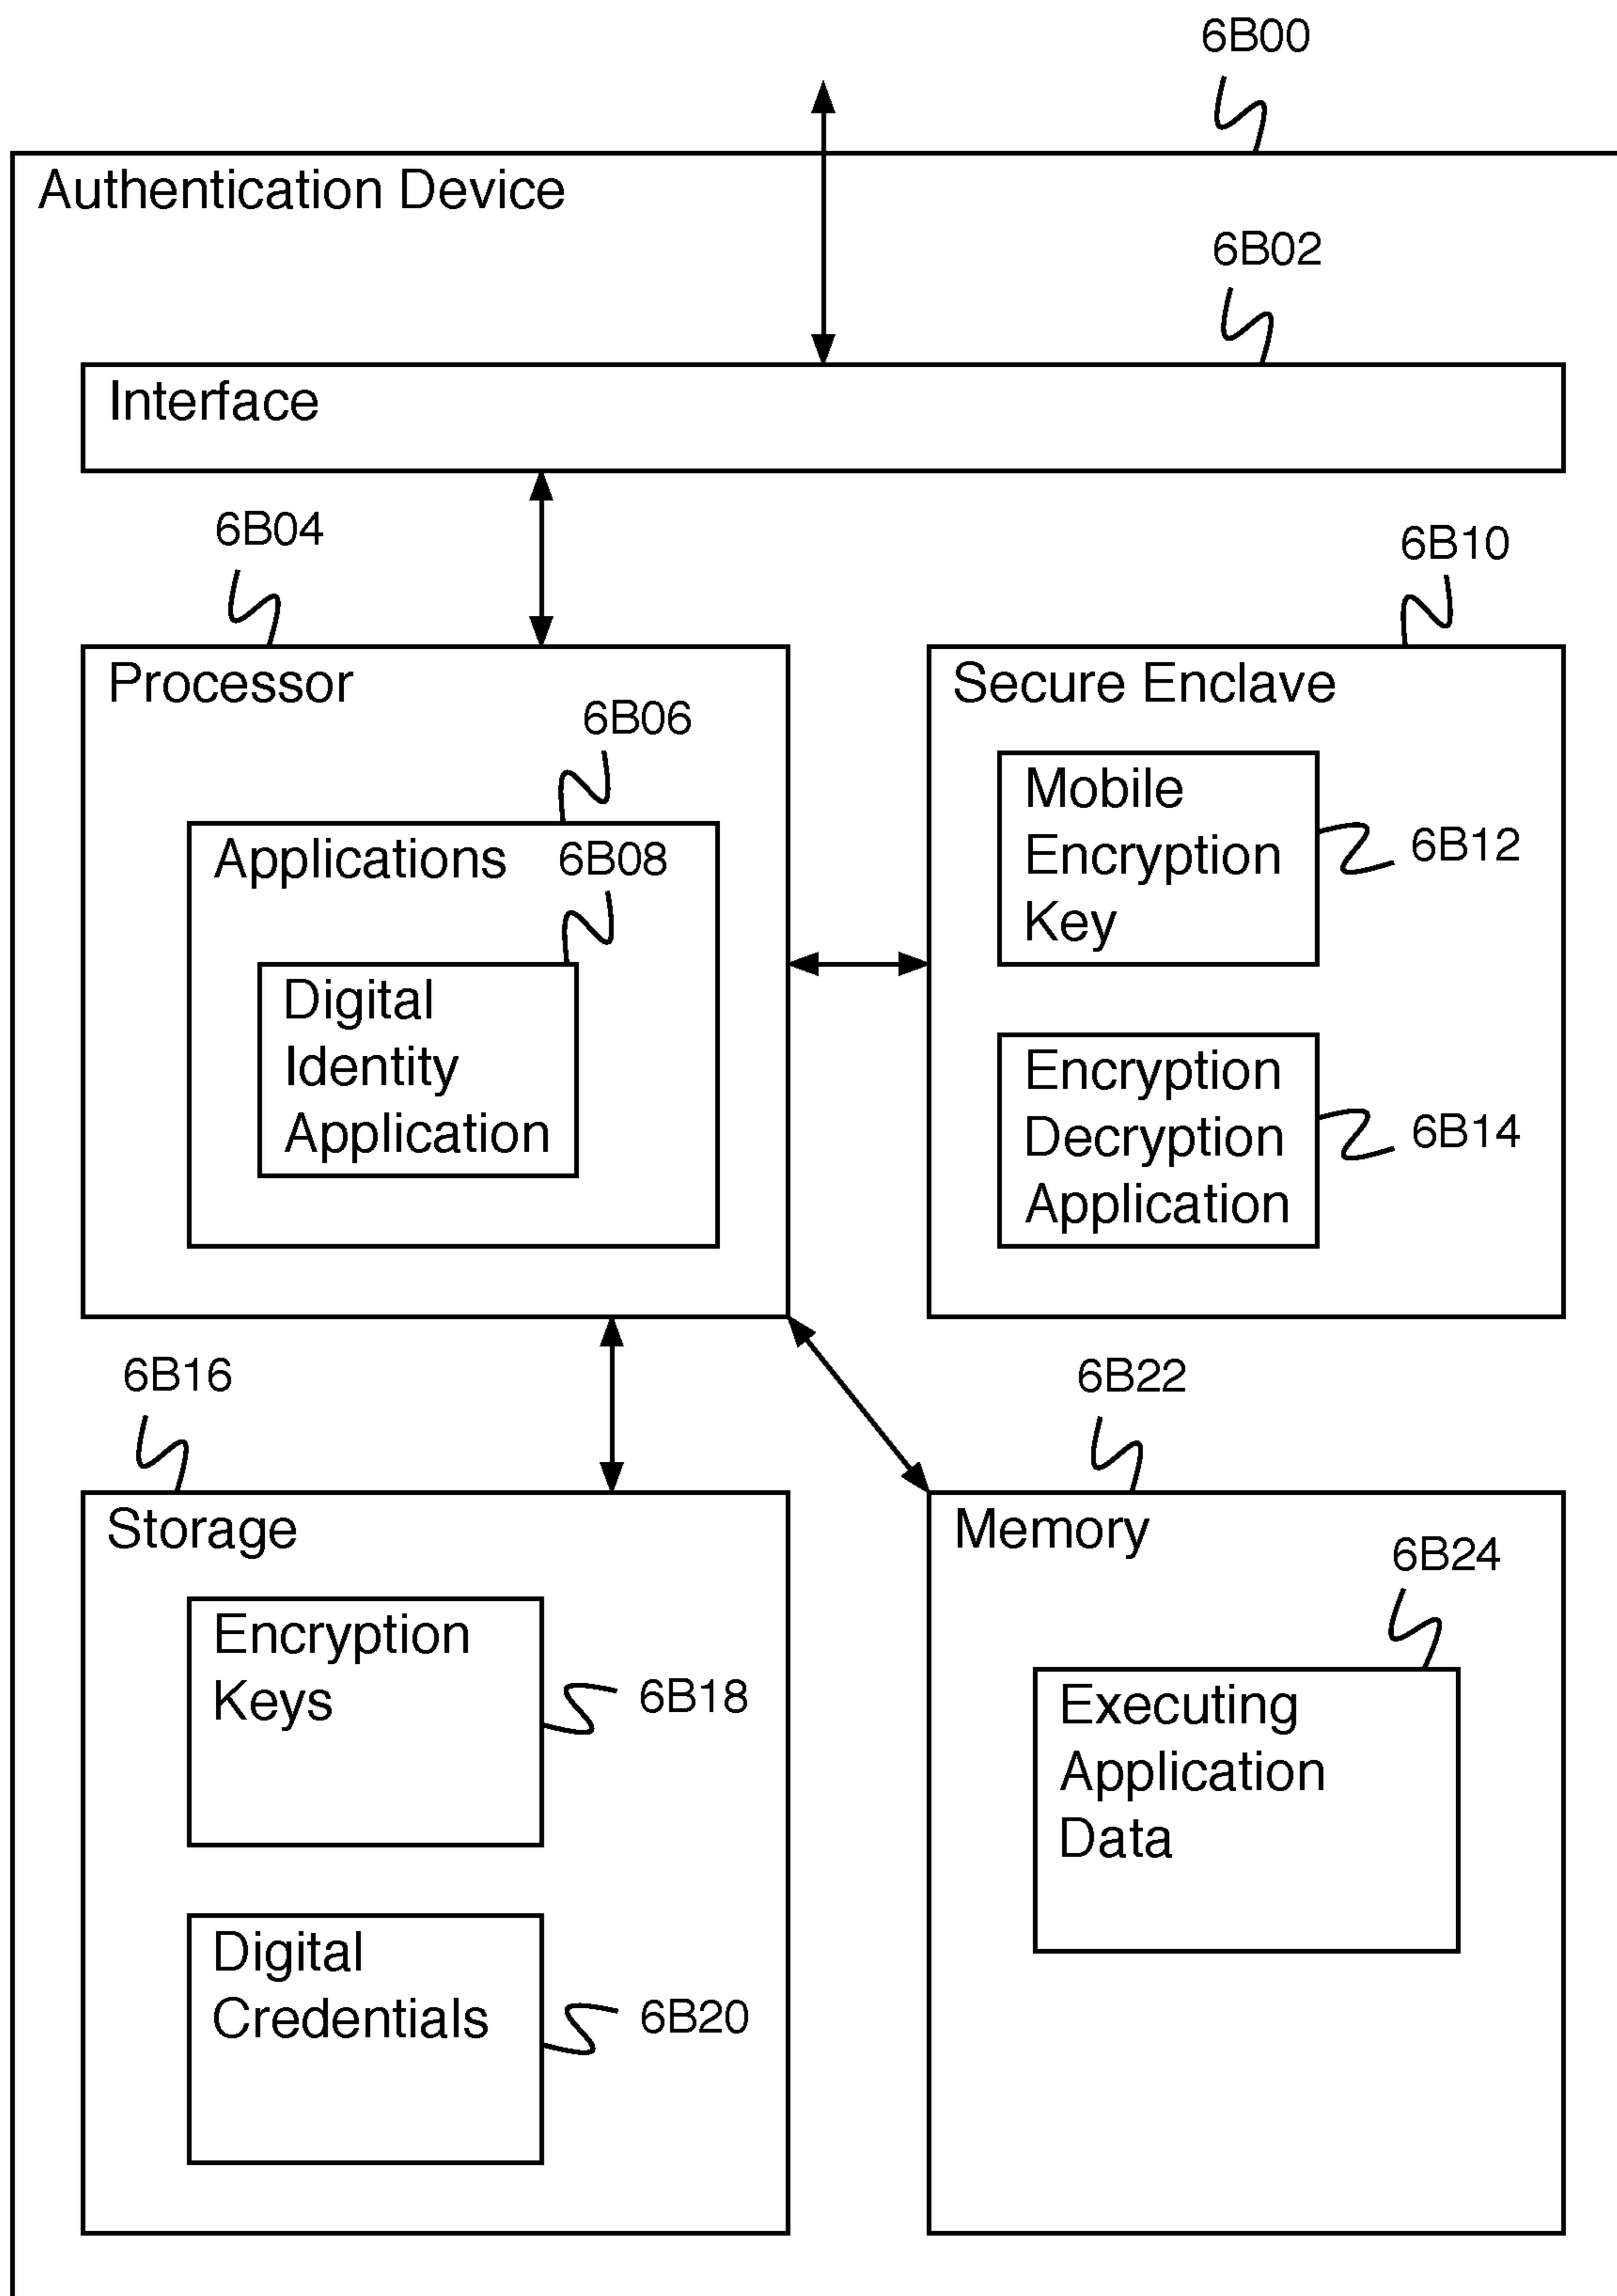 6B00
Authentication Device
6B02
Interface
6B04
6B10
Processor
Secure Enclave
6B06
Mobile
Encryption
Key
6B12
Applications
6B08
Digital
Identity
Application
Encryption
Decryption
Application
6B14
6B16
6B22
Storage
Memory
6B24
Encryption
Keys
6B18
Executing
Application
Data
Digital
Credentials
6B20